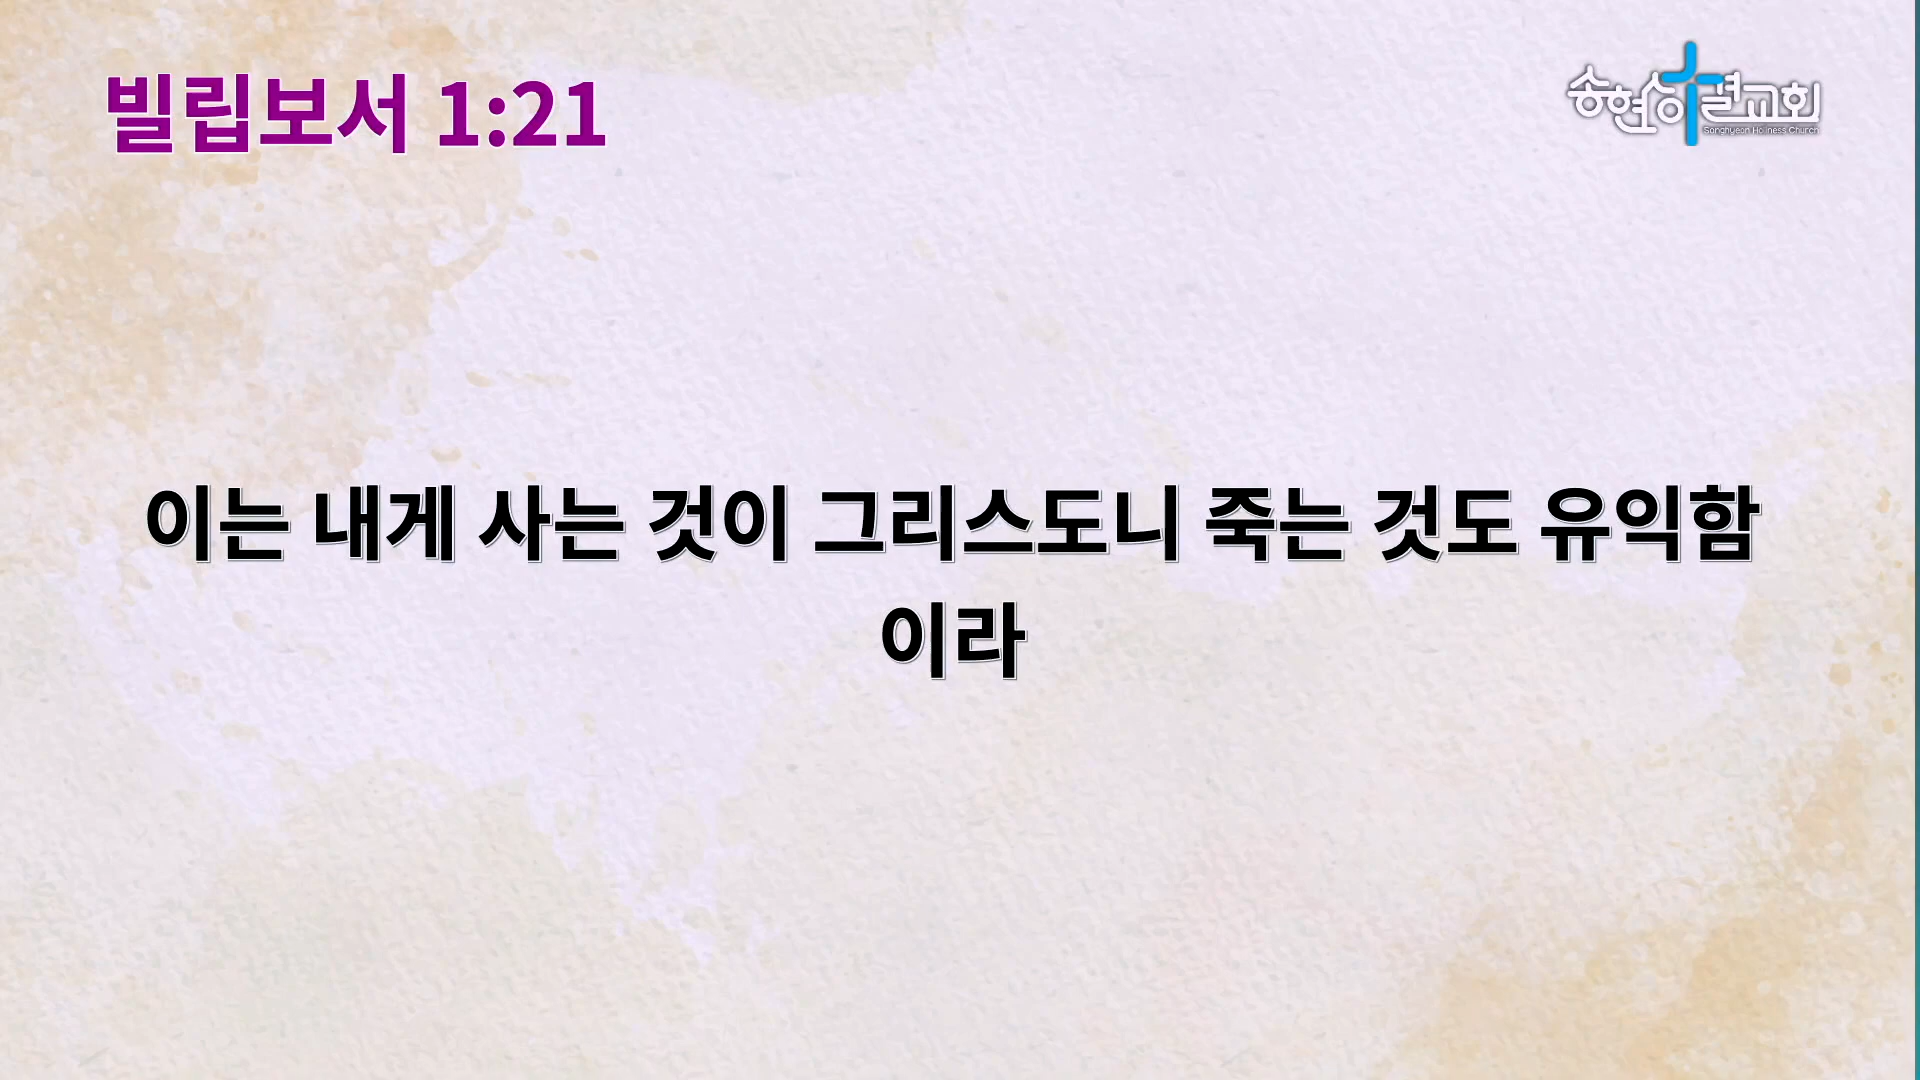 빌립보서 1:21
송현성결교회
Songhyeon Holiness Church
이는 내게 사는 것이 그리스도니 죽는 것도 유익함
이라